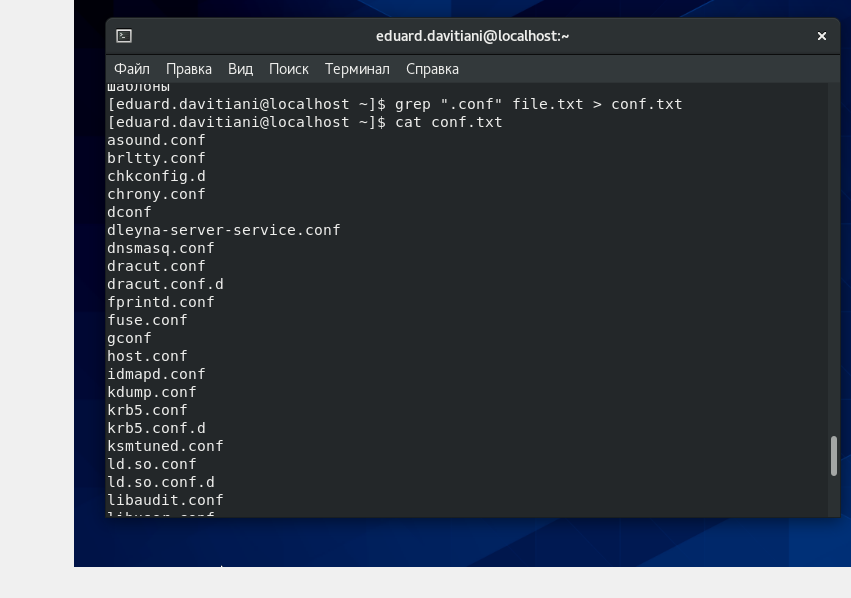 eduard.davitiani@localhost:~
Файл Правка Вид Поиск Терминал Справка
шаблоны
[eduard.davitiani@localhost ~]$ grep ".conf" file.txt > conf.txt
[eduard.davitiani@localhost ~]$ cat conf.txt
asound.conf
brltty.conf
chkconfig.d
chrony.conf
dconf
dleyna-server-service.conf
dnsmasq.conf
dracut.conf
dracut.conf.d
fprintd.conf
fuse.conf
gconf
host.conf
idmapd.conf
kdump.conf
krb5.conf
krb5.conf.d
ksmtuned.conf
ld.so.conf
ld.so.conf.d
libaudit.conf